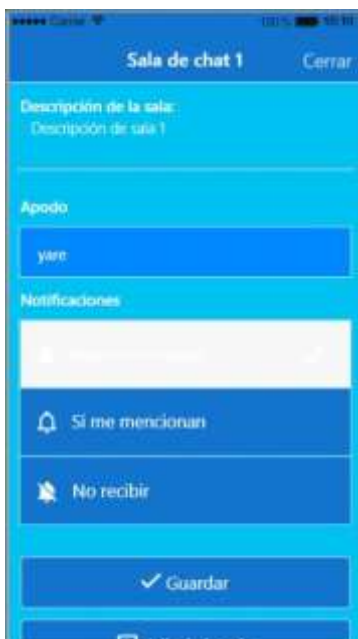 Carrier
100%
Sala de chat 1
Cerrar
Descripción de la sala:
Descripción de sala 1
Apodo
yare
Notificaciones
Si me mencionan
No recibir
Guardar